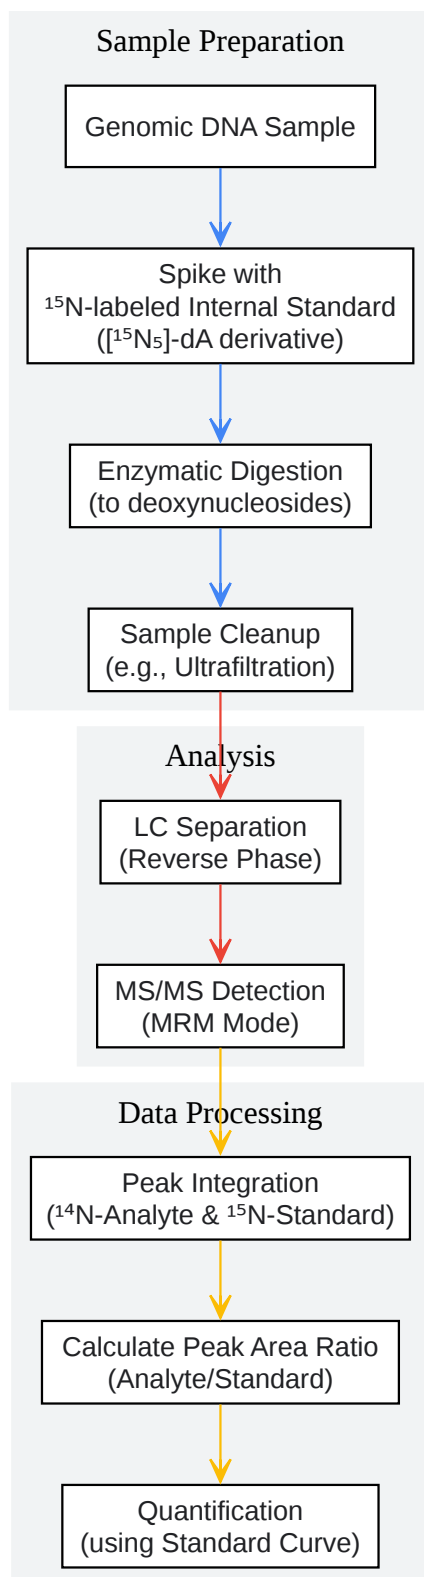 Sample Preparation
Genomic DNA Sample
Spike with
¹⁵N-labeled Internal Standard
([¹⁵N₅]-dA derivative)
Enzymatic Digestion
(to deoxynucleosides)
Sample Cleanup
(e.g., Ultrafiltration)
Analysis
LC Separation
(Reverse Phase)
MS/MS Detection
(MRM Mode)
Data Processing
Peak Integration
(¹⁴N-Analyte & ¹⁵N-Standard)
Calculate Peak Area Ratio
(Analyte/Standard)
Quantification
(using Standard Curve)